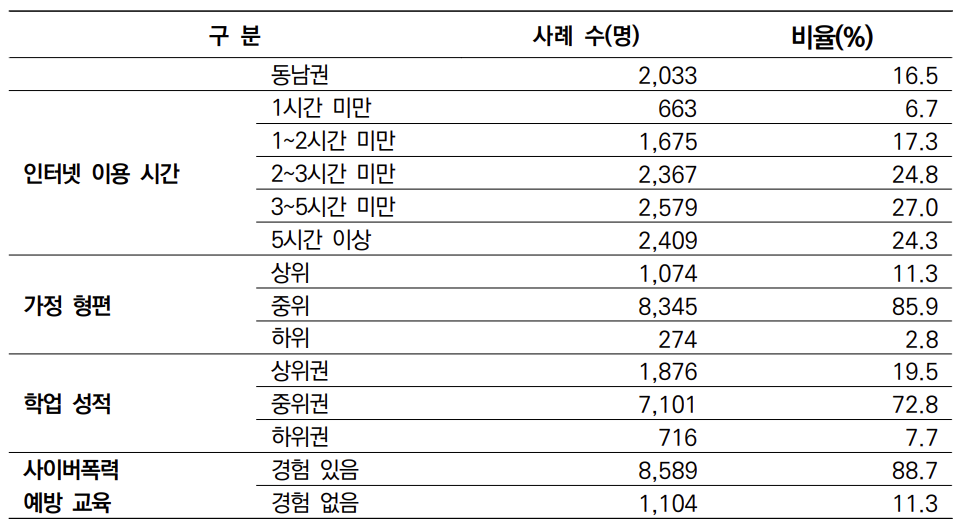 구 분 사례 수(명) 비율(%)
동남권 2,033 16.5
1시간 미만 663 6.7
1~2시간 미만 1,675 17.3
인터넷 이용 시간 2~3시간 미만 2,367 24.8
3~5시간 미만 2,579 27.0
5시간 이상 2,409 24.3
상위 1,074 11.3
가정 형편 중위 8,345 85.9
하위 274 2.8
상위권 1,876 19.5
학업 성적 중위권 7,101 72.8
하위권 716 7.7
사이버폭력 경험 있음 8,589 88.7
예방 교육 경험 없음 1,104 11.3